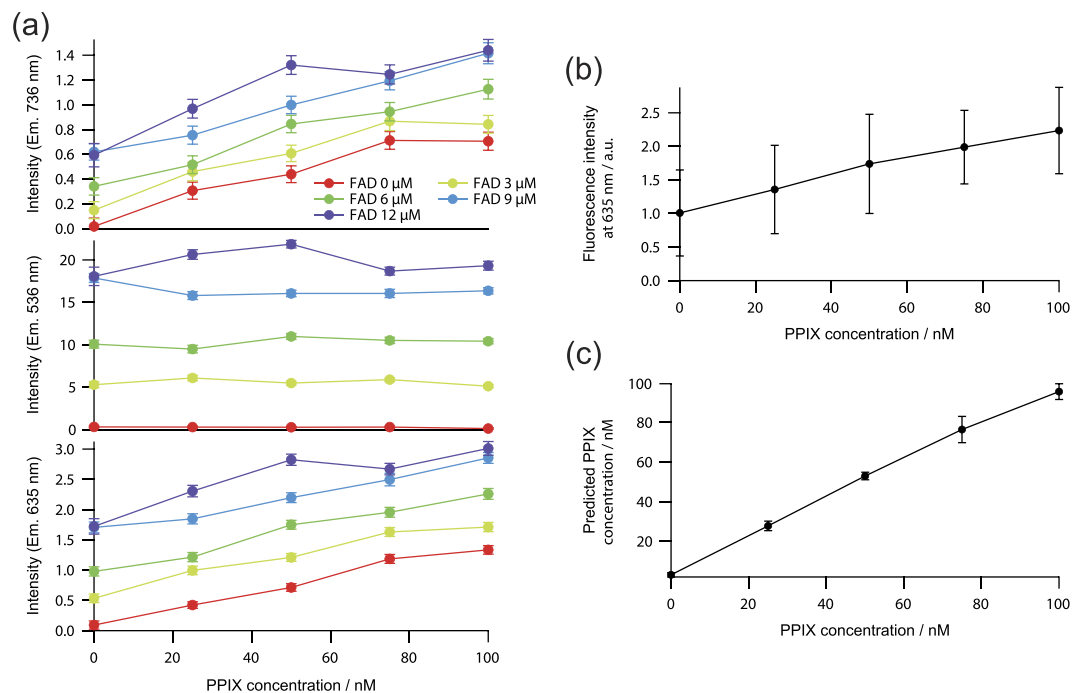 (a)
Intensity (Em. 736 nm)
1.4
1.2
1.0
0.8
0.6
0.4
0.2
0.0
FAD 0 μM
FAD 3 μM
FAD 6 μM
FAD 9 μM
FAD 12 μM
Intensity (Em. 536 nm)
20
15
10
5
0
Intensity (Em. 635 nm)
3.0
2.5
2.0
1.5
1.0
0.5
0.0
0 20 40 60 80 100
PPIX concentration / nM
(b)
Fluorescence intensity
at 635 nm / a.u.
2.5
2.0
1.5
1.0
0.5
0.0
0 20 40 60 80 100
PPIX concentration / nM
(c)
Predicted PPIX
concentration / nM
100
80
60
40
20
0 20 40 60 80 100
PPIX concentration / nM